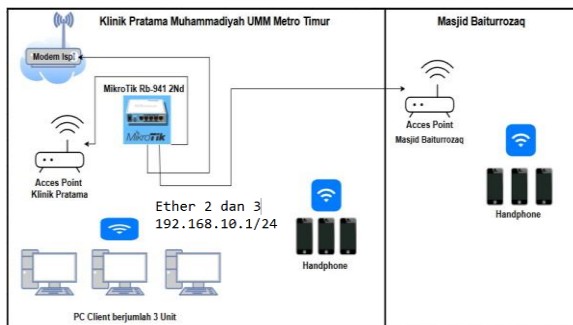 Klinik Pratama Muhammadiyah UMM Metro Timur
Masjid Baiturrozaq
Modem Isp
MikroTik Rb-941 2Nd
MikroTik
Acces Point
Klinik Pratama
Acces Point
Masjid Baiturrozaq
Ether 2 dan 3
192.168.10.1/24
Handphone
Handphone
PC Client berjumlah 3 Unit